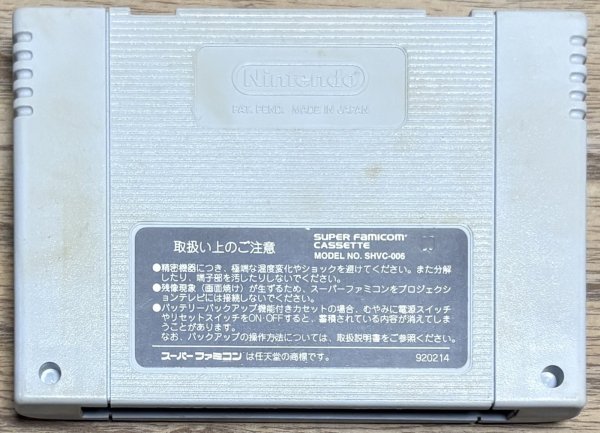 Nintendo
PAT. PEND. MADE IN JAPAN
取扱い上のご注意
SUPER FAMICOM
CASSETTE
MODEL NO. SHVC-006
●精密機器につき、極端な温度変化やショックを避けてください。また分解
したり、端子部を汚したりしないでください。
●残像現象（画面焼け）が生ずるため、スーパーファミコンをプロジェクシ
ョンテレビには接続しないでください。
●バッテリーバックアップ機能付きカセットの場合、むやみに電源スイッチ
やリセットスイッチをON・OFFすると、蓄積されている内容が消えてしま
うことがあります。
なお、バックアップの操作方法については、取扱説明書をご参照ください。
スーパーファミコンは任天堂の商標です。
920214